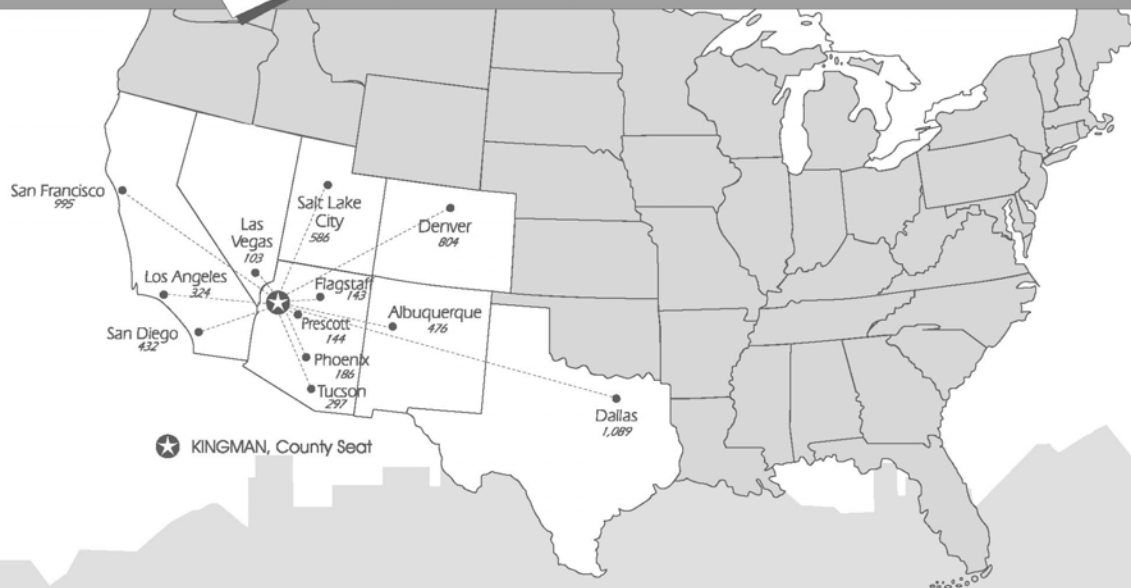 San Francisco
995
Salt Lake
City
586
Denver
804
Las
Vegas
103
Los Angeles
324
Flagstaff
143
Prescott
144
Albuquerque
476
San Diego
432
Phoenix
186
Tucson
297
Dallas
1,089
KINGMAN, County Seat